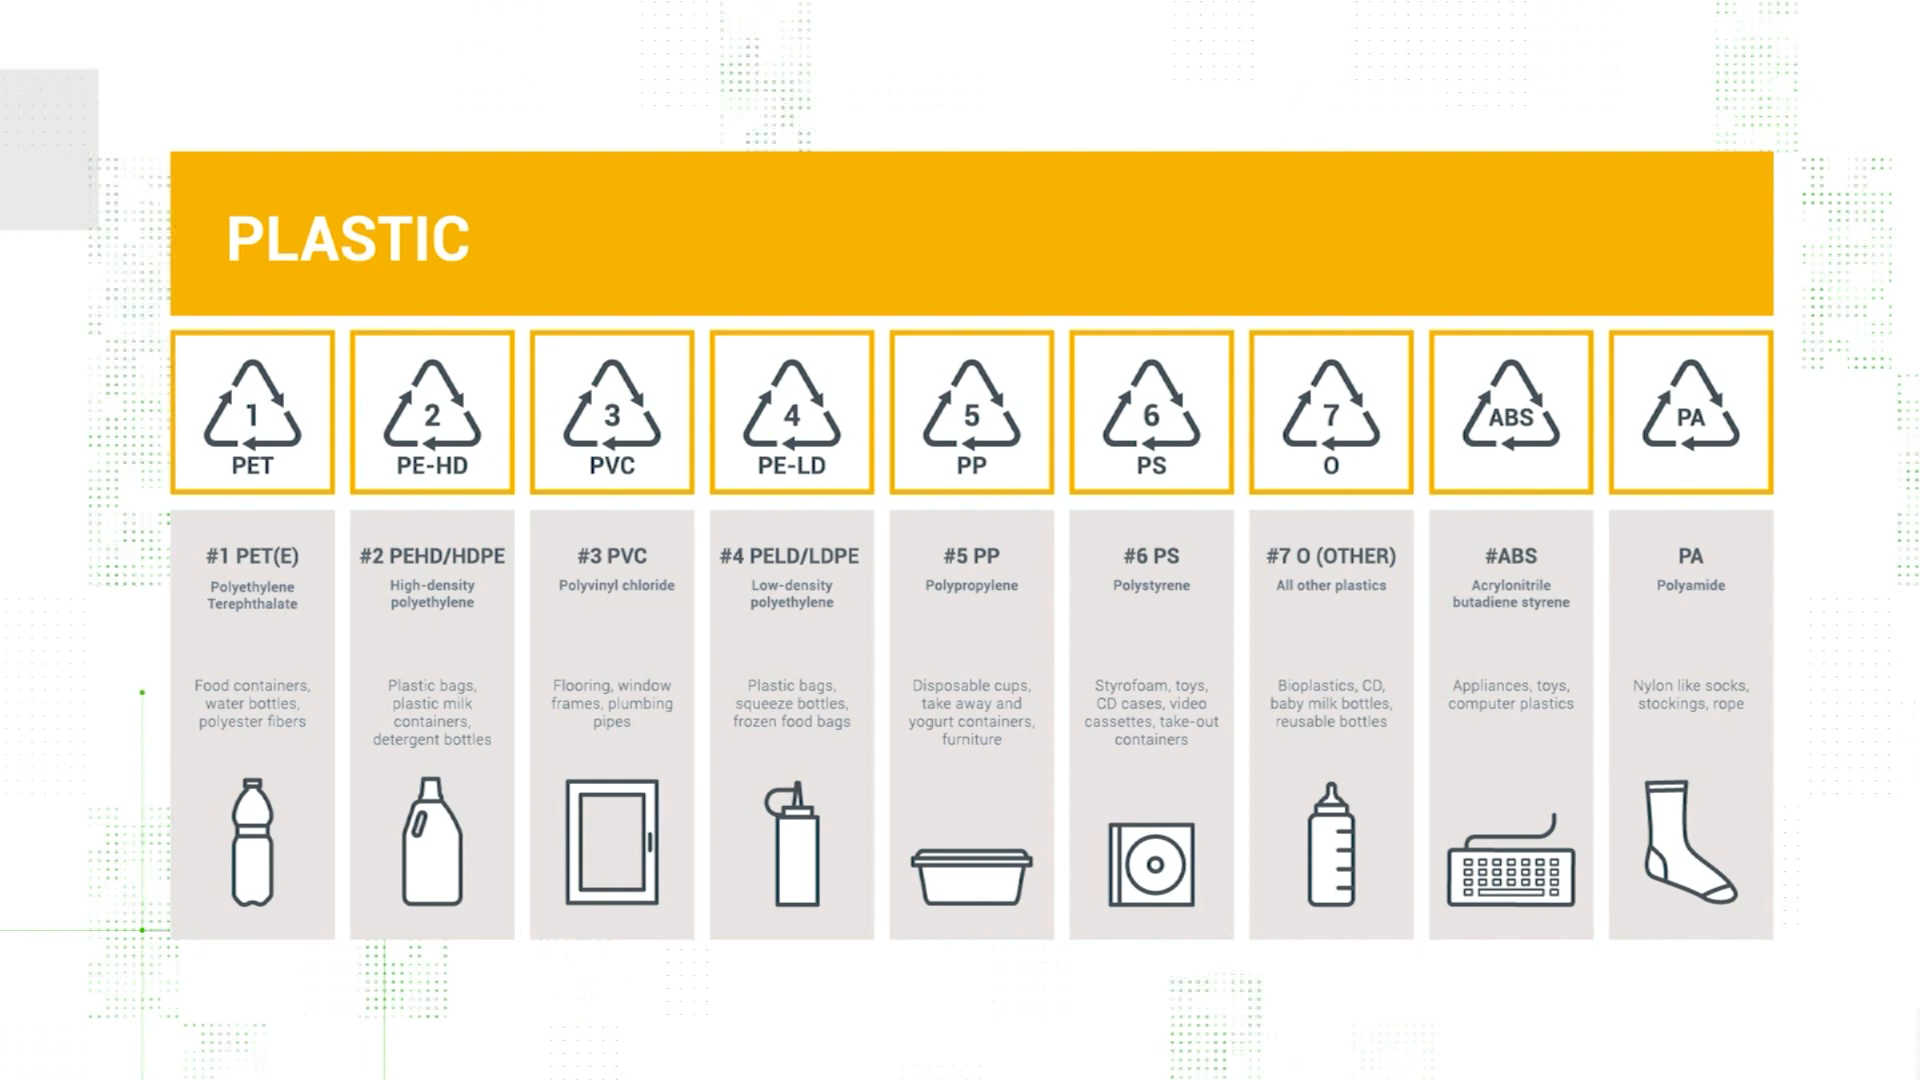 PLASTIC
1
PET
2
PE-HD
3
PVC
4
PE-LD
5
PP
6
PS
7
O
ABS
PA
#1 PET(E)
Polyethylene
Terephthalate
Food containers,
water bottles,
polyester fibers
#2 PEHD/HDPE
High-density
polyethylene
Plastic bags,
plastic milk
containers,
detergent bottles
#3 PVC
Polyvinyl chloride
Flooring, window
frames, plumbing
pipes
#4 PELD/LDPE
Low-density
polyethylene
Plastic bags,
squeeze bottles,
frozen food bags
#5 PP
Polypropylene
Disposable cups,
take away and
yogurt containers,
furniture
#6 PS
Polystyrene
Styrofoam, toys,
CD cases, video
cassettes, take-out
containers
#7 O (OTHER)
All other plastics
Bioplastics, CD,
baby milk bottles,
reusable bottles
#ABS
Acrylonitrile
butadiene styrene
Appliances, toys,
computer plastics
PA
Polyamide
Nylon like socks,
stockings, rope